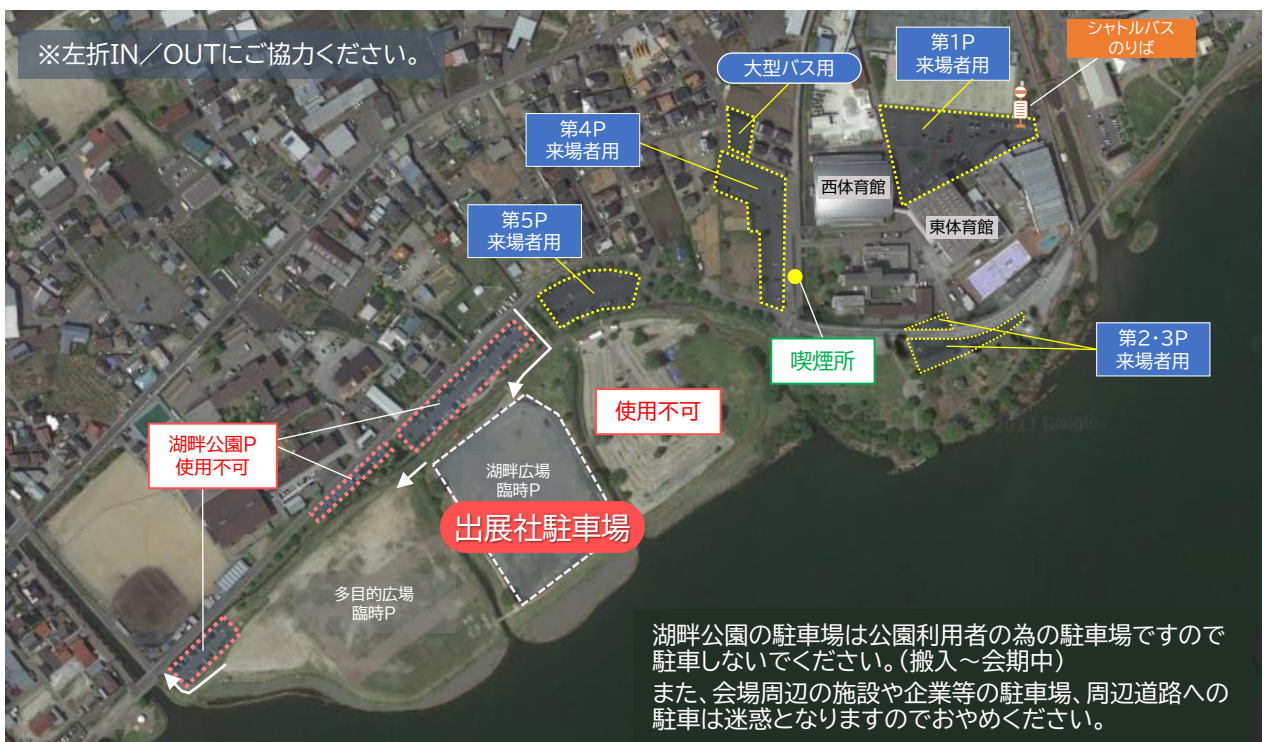 ※左折IN／OUTにご協力ください。
シャトルバス
のりば
第1P
来場者用
大型バス用
第4P
来場者用
西体育館
東体育館
第5P
来場者用
第2・3P
来場者用
喫煙所
使用不可
湖畔公園P
使用不可
湖畔広場
臨時P
出展社駐車場
多目的広場
臨時P
湖畔公園の駐車場は公園利用者の為の駐車場ですので
駐車しないでください。（搬入～会期中）
また、会場周辺の施設や企業等の駐車場、周辺道路への
駐車は迷惑となりますのでおやめください。